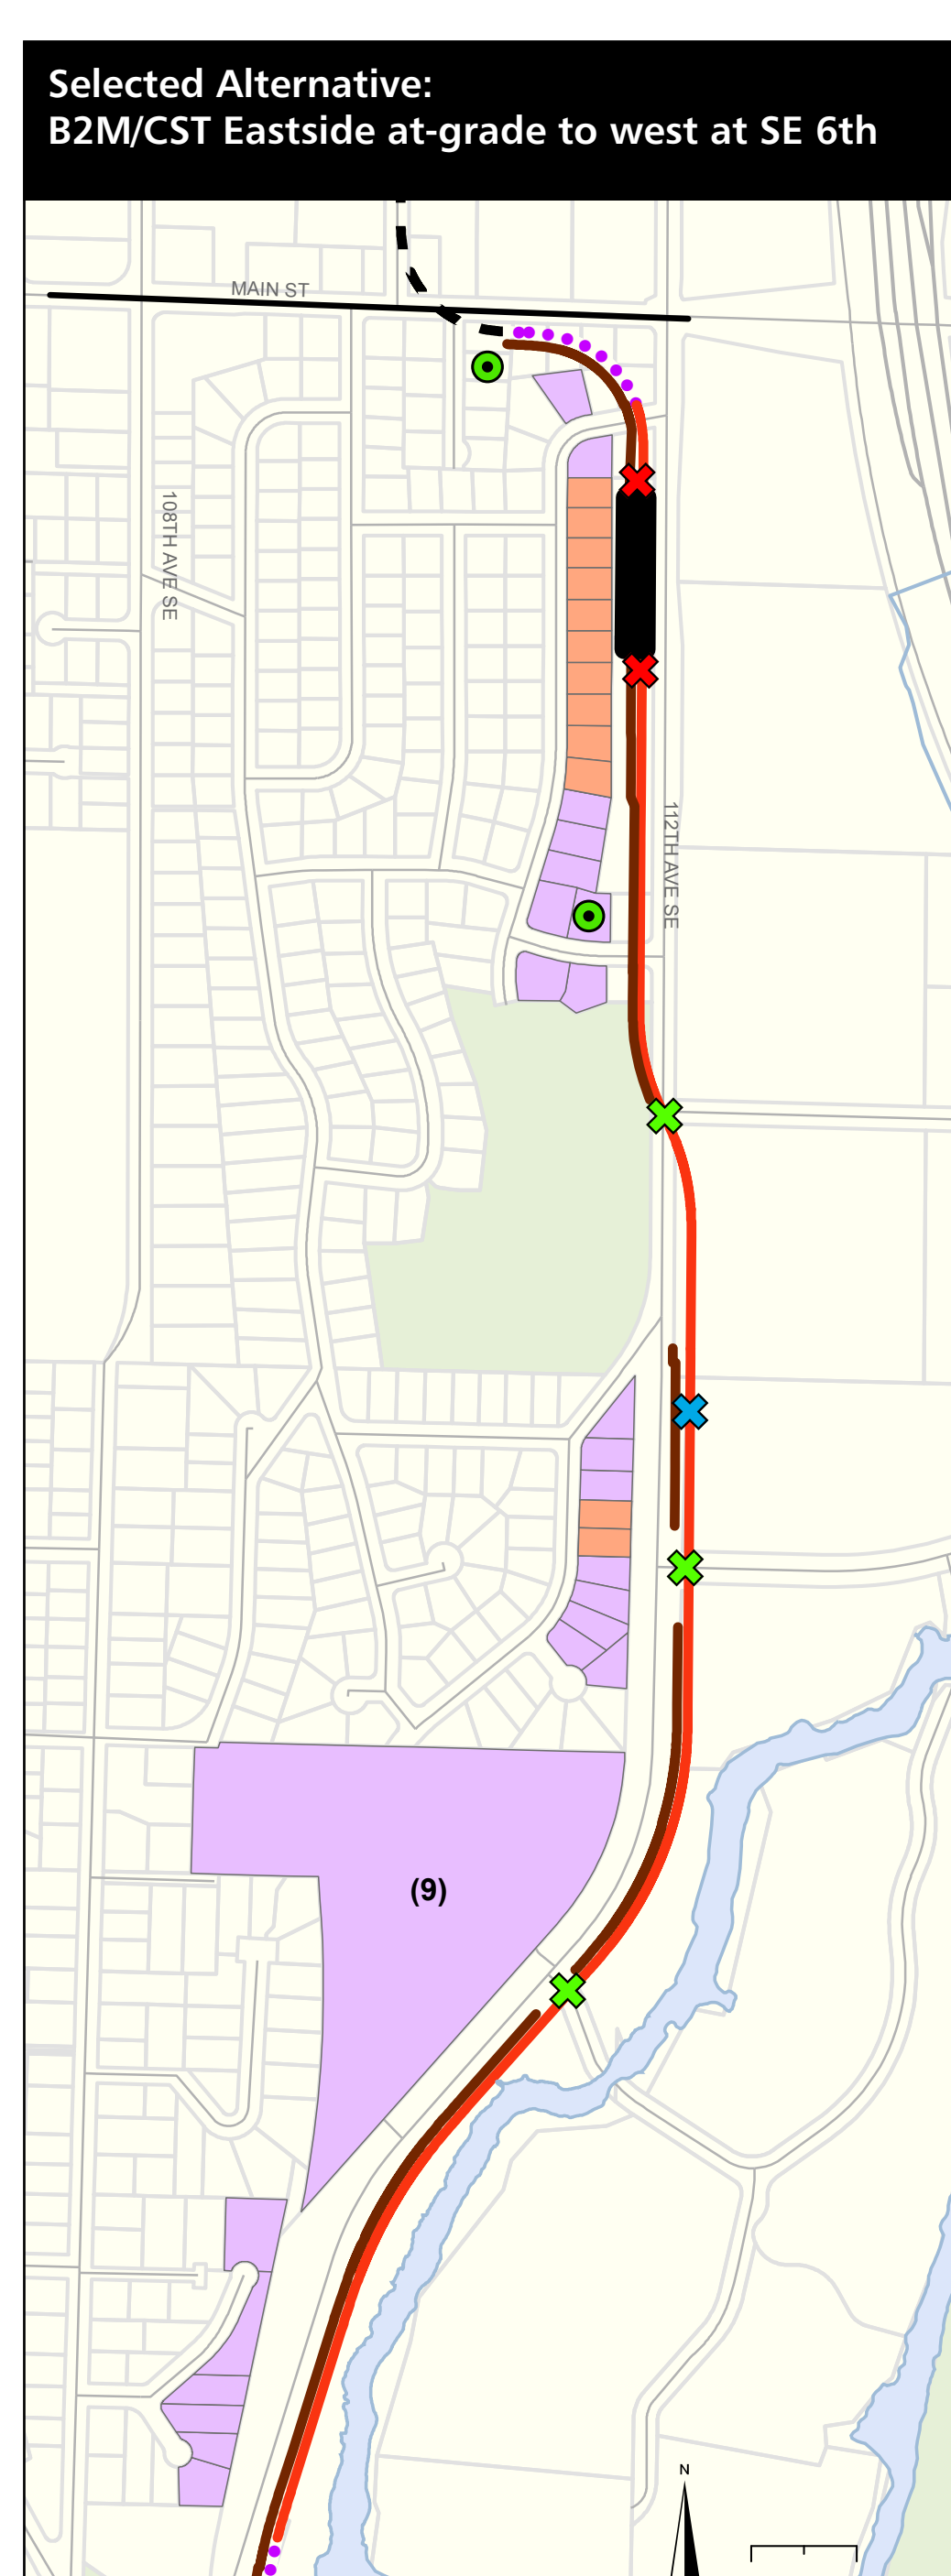 Selected Alternative:
B2M/CST Eastside at-grade to west at SE 6th
MAIN ST
108TH AVE SE
112TH AVE SE
(9)
N